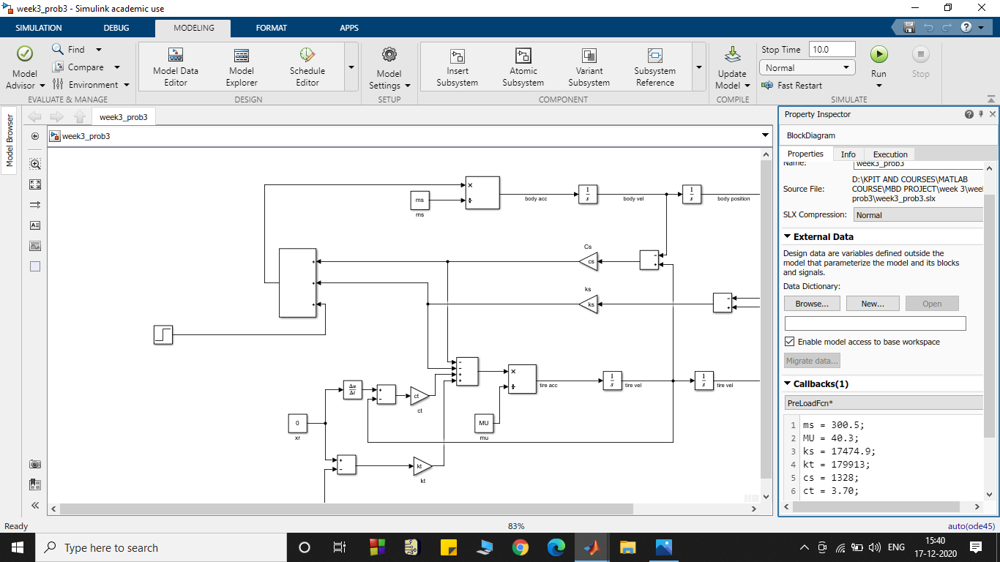 week3_prob3 - Simulink academic use
SIMULATION DEBUG MODELING FORMAT APPS
Model Advisor
Find
Compare
Environment
EVALUATE & MANAGE
Model Data Editor
Model Explorer
Schedule Editor
DESIGN
Model Settings
SETUP
Insert Subsystem
Atomic Subsystem
Variant Subsystem
Subsystem Reference
COMPONENT
Update Model
COMPILE
Stop Time 10.0
Normal
Fast Restart
Run
Stop
SIMULATE
Model Browser
week3_prob3
week3_prob3
ms
ms
body acc
1/s
body vel
1/s
body position
Cs
cs
ks
ks
Δu/Δt
ct
ct
tire acc
1/s
tire vel
1/s
tire vel
0
xr
MU
mu
kt
kt
Property Inspector
BlockDiagram
Properties Info Execution
Name: week3_prob3
Source File: D:\KPIT AND COURSES\MATLAB
COURSE\MBD PROJECT\week 3\week
prob3\week3_prob3.slx
SLX Compression: Normal
External Data
Design data are variables defined outside the
model that parameterize the model and its blocks
and signals.
Data Dictionary:
Browse... New... Open
Enable model access to base workspace
Migrate data...
Callbacks(1)
PreLoadFcn*
1 ms = 300.5;
2 MU = 40.3;
3 ks = 17474.9;
4 kt = 179913;
5 cs = 1328;
6 ct = 3.70;
Ready 83% auto(ode45)
Type here to search
ENG
15:40
17-12-2020